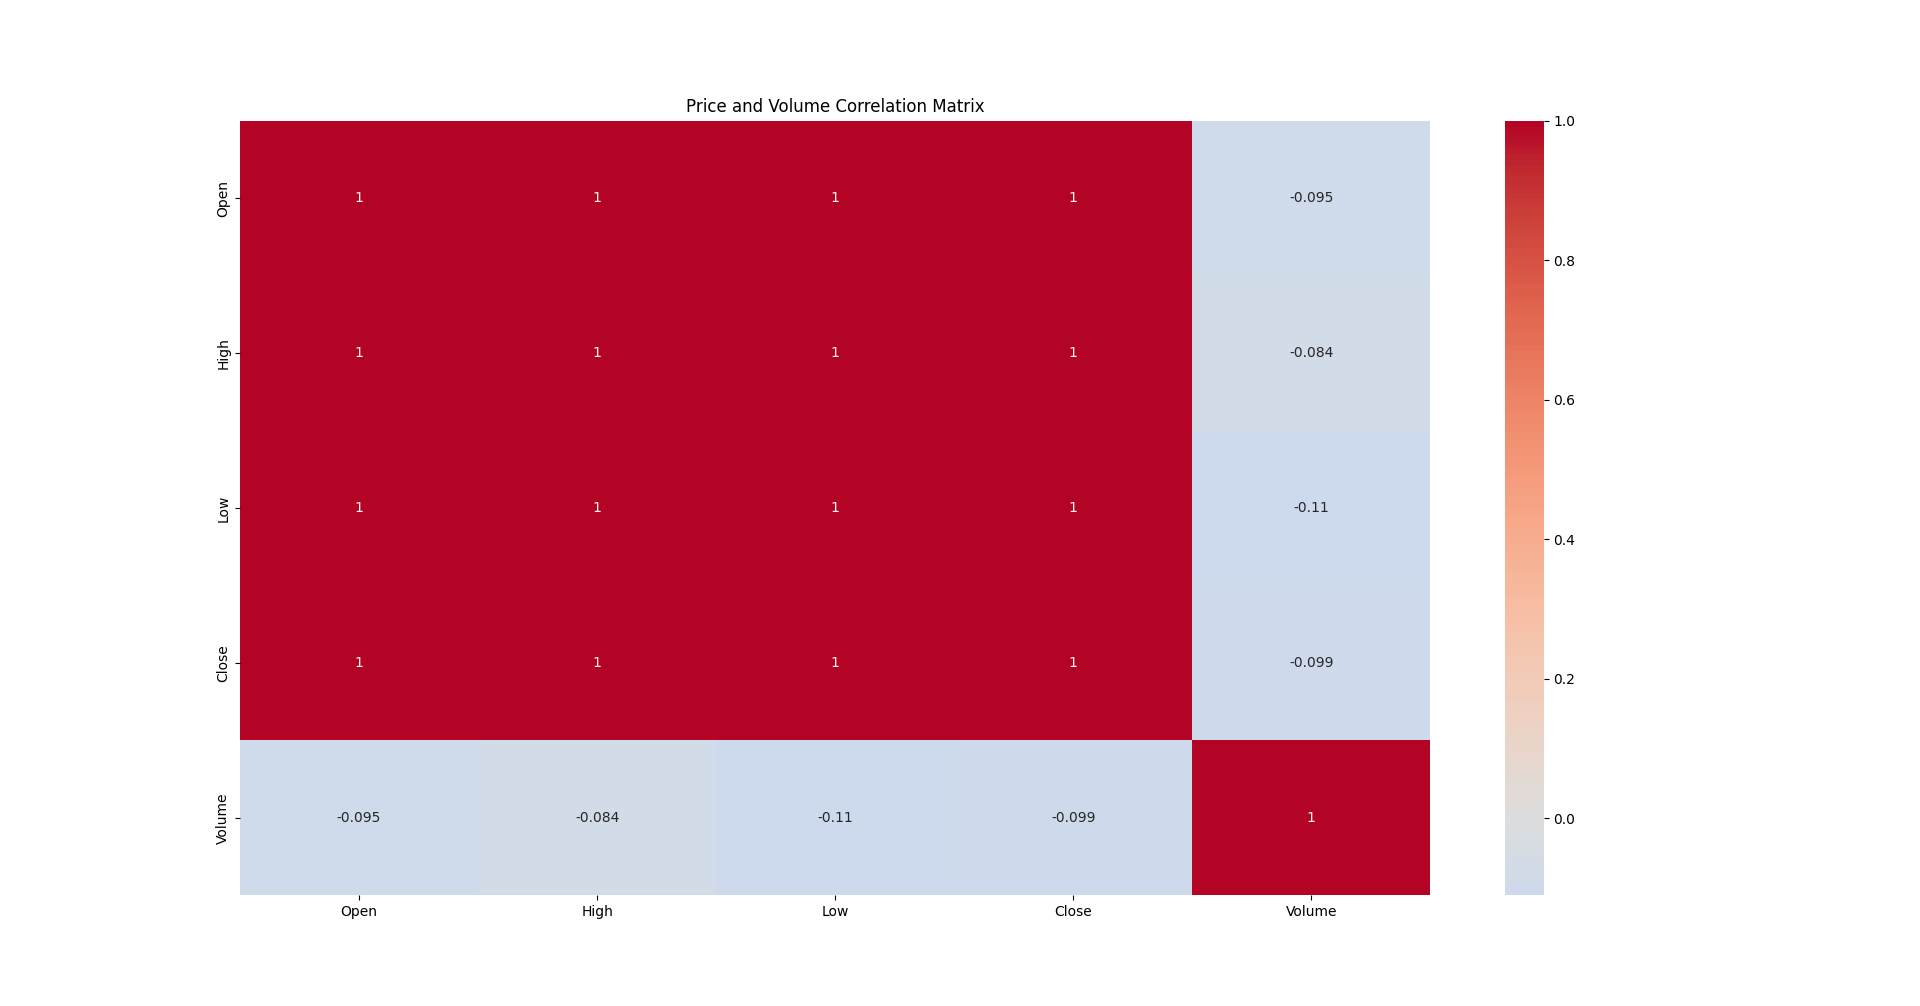 Price and Volume Correlation Matrix
Open 1 1 1 1 -0.095
High 1 1 1 1 -0.084
Low 1 1 1 1 -0.11
Close 1 1 1 1 -0.099
Volume -0.095 -0.084 -0.11 -0.099 1
Open High Low Close Volume
1.0
0.8
0.6
0.4
0.2
0.0